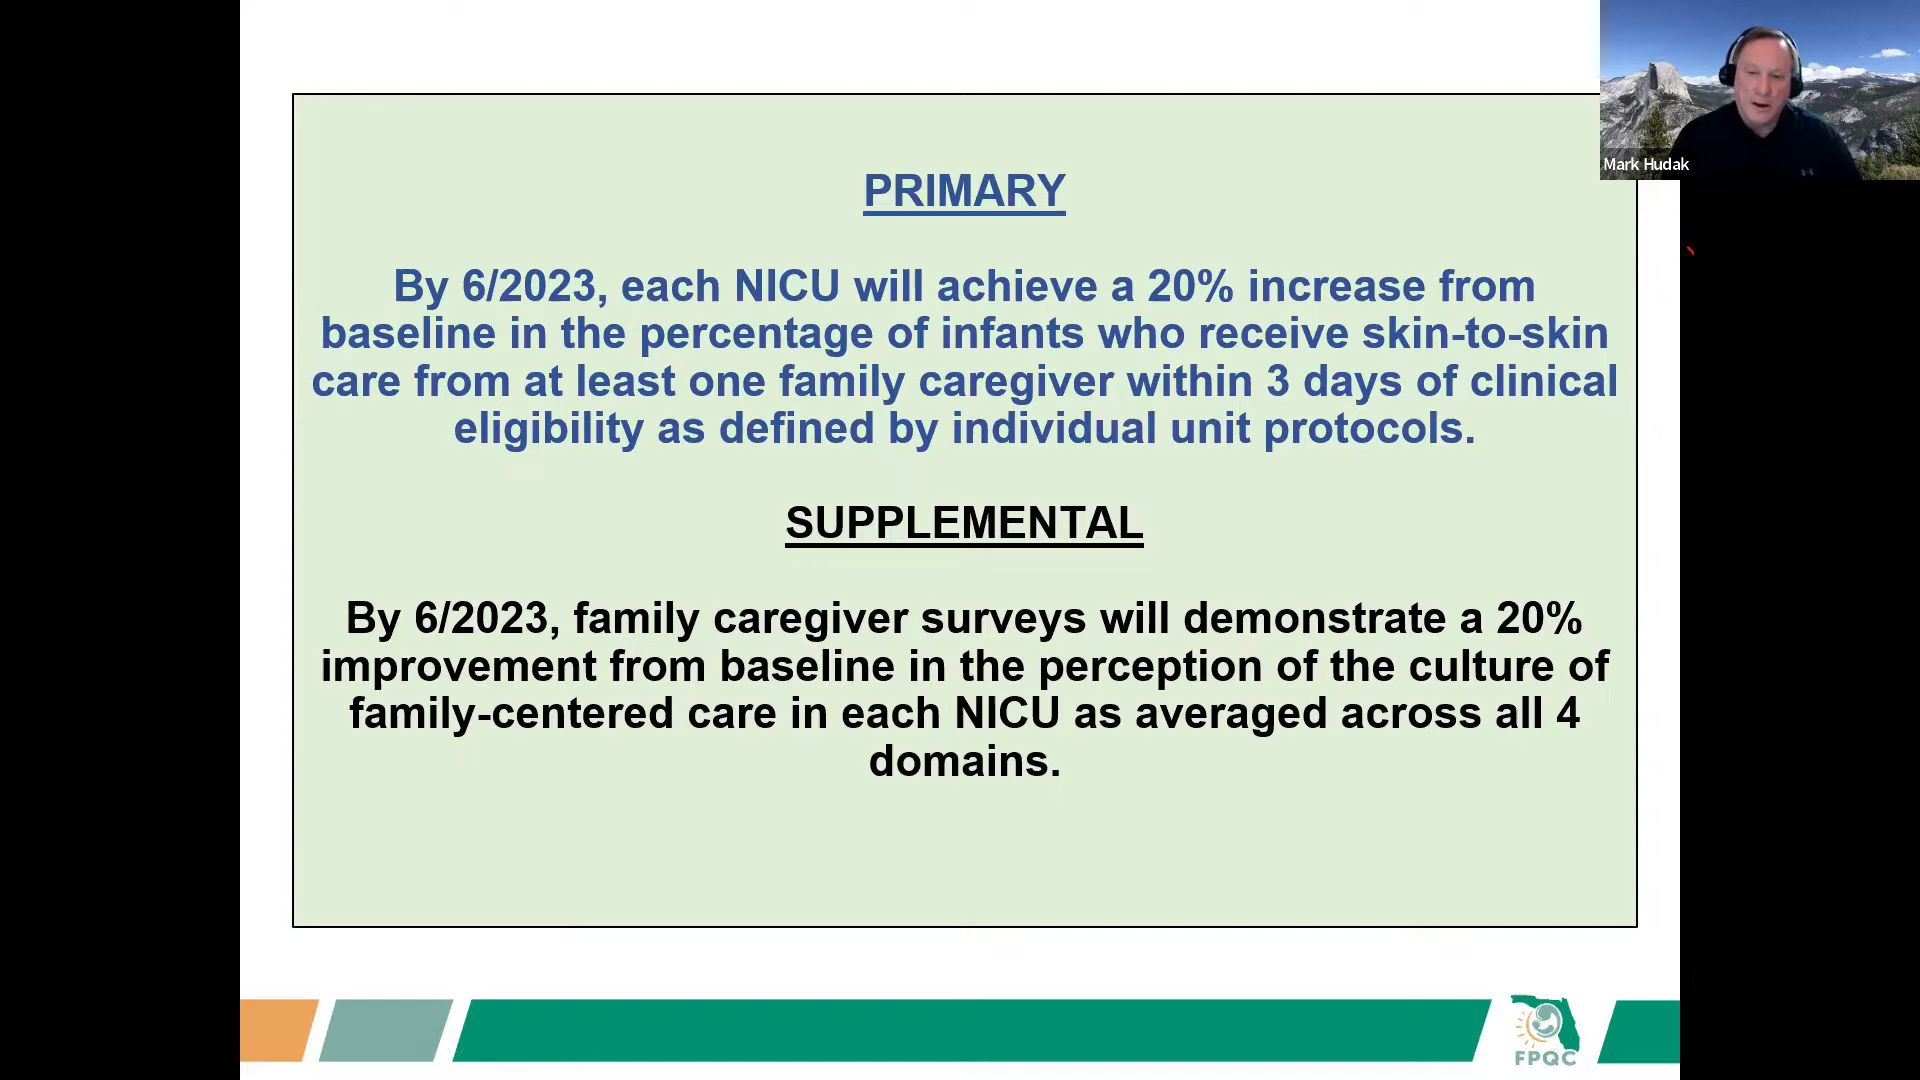 PRIMARY
By 6/2023, each NICU will achieve a 20% increase from
baseline in the percentage of infants who receive skin-to-skin
care from at least one family caregiver within 3 days of clinical
eligibility as defined by individual unit protocols.
SUPPLEMENTAL
By 6/2023, family caregiver surveys will demonstrate a 20%
improvement from baseline in the perception of the culture of
family-centered care in each NICU as averaged across all 4
domains.
Mark Hudak
FPQC